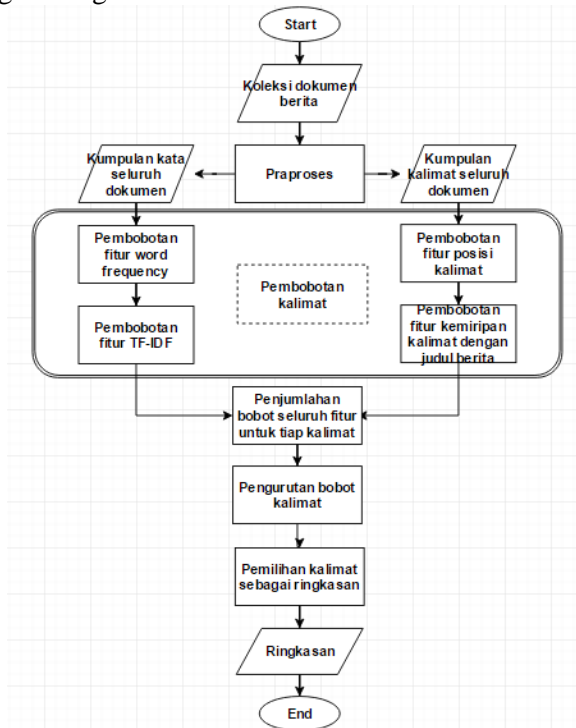 Start
Koleksi dokumen
berita
Kumpulan kata
seluruh
dokumen
Praproses
Kumpulan
kalimat seluruh
dokumen
Pembobotan
fitur word
frequency
Pembobotan
fitur TF-IDF
Pembobotan
kalimat
Pembobotan
fitur posisi
kalimat
Pembobotan
fitur kemiripan
kalimat dengan
judul berita
Penjumlahan
bobot seluruh fitur
untuk tiap kalimat
Pengurutan bobot
kalimat
Pemilihan kalimat
sebagai ringkasan
Ringkasan
End